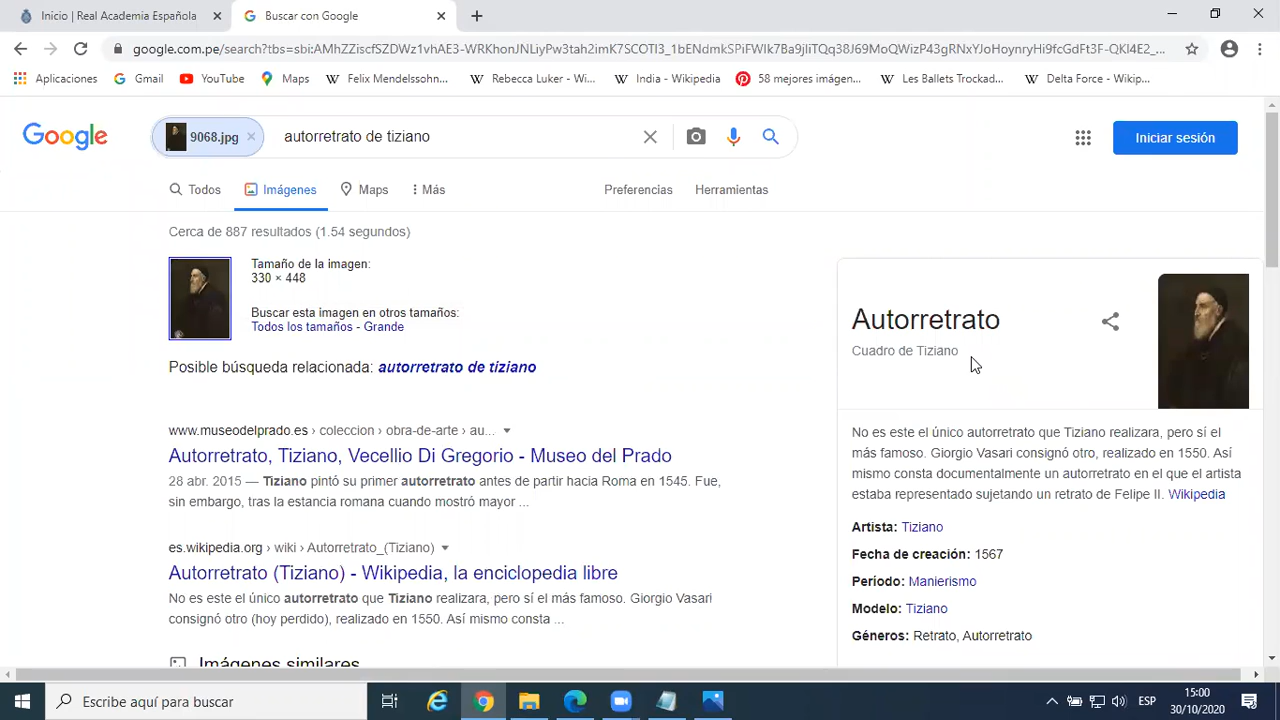 Inicio | Real Academia Española
Buscar con Google
google.com.pe/search?tbs=sbi:
Aplicaciones
Gmail
YouTube
Maps
Felix Mendelssohn...
Rebecca Luker - Wi...
India - Wikipedia
58 mejores imágen...
Les Ballets Trockad...
Delta Force - Wikip...
Google
9068.jpg
autorretrato de tiziano
Iniciar sesión
Todos
Imágenes
Maps
Más
Preferencias
Herramientas
Cerca de 887 resultados (1.54 segundos)
Tamaño de la imagen:
330 × 448
Buscar esta imagen en otros tamaños:
Todos los tamaños - Grande
Posible búsqueda relacionada: autorretrato de tiziano
www.museodelprado.es › coleccion › obra-de-arte › au...
Autorretrato, Tiziano, Vecellio Di Gregorio - Museo del Prado
28 abr. 2015 — Tiziano pintó su primer autorretrato antes de partir hacia Roma en 1545. Fue,
sin embargo, tras la estancia romana cuando mostró mayor ...
es.wikipedia.org › wiki › Autorretrato_(Tiziano)
Autorretrato (Tiziano) - Wikipedia, la enciclopedia libre
No es este el único autorretrato que Tiziano realizara, pero sí el más famoso. Giorgio Vasari
consignó otro (hoy perdido), realizado en 1550. Así mismo consta ...
Imágenes similares
Autorretrato
Cuadro de Tiziano
No es este el único autorretrato que Tiziano realizara, pero sí el
más famoso. Giorgio Vasari consignó otro, realizado en 1550. Así
mismo consta documentalmente un autorretrato en el que el artista
estaba representado sujetando un retrato de Felipe II. Wikipedia
Artista: Tiziano
Fecha de creación: 1567
Período: Manierismo
Modelo: Tiziano
Géneros: Retrato, Autorretrato
Escribe aquí para buscar
ESP
15:00
30/10/2020